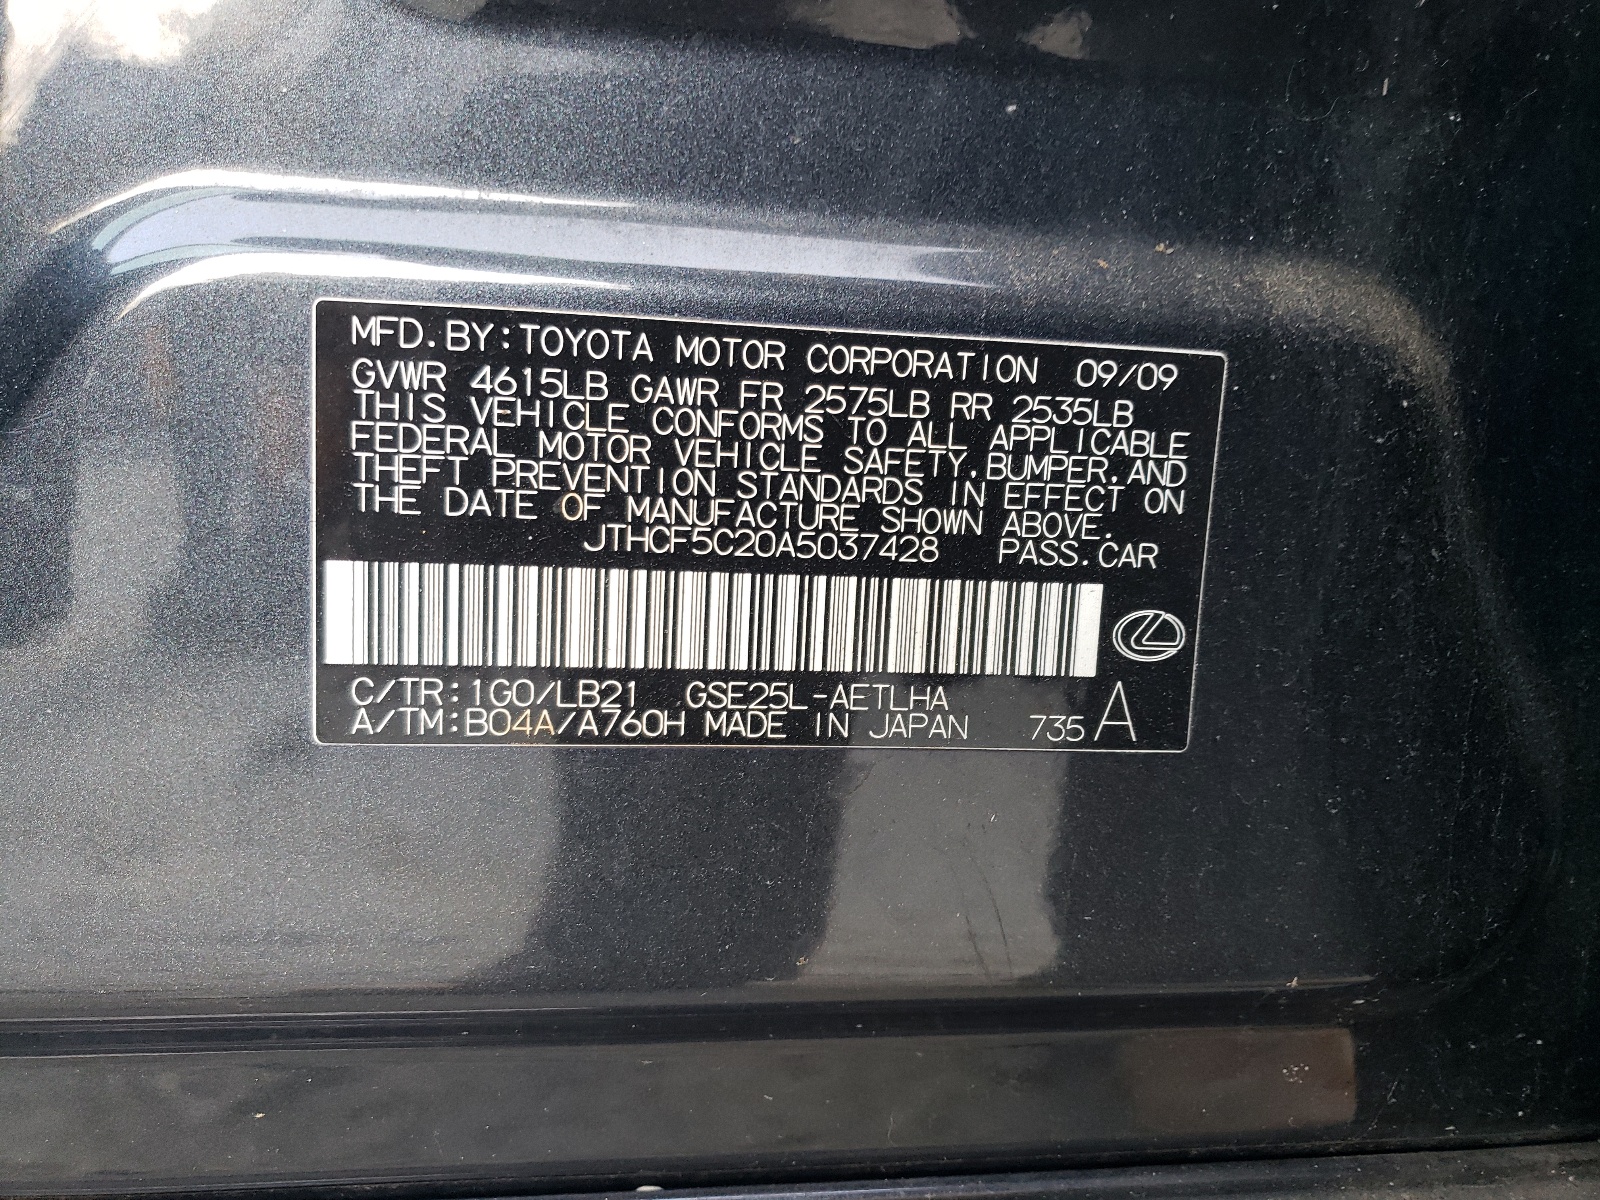 MFD.BY:TOYOTA MOTOR CORPORATION 09/09
GVWR 4615LB GAWR FR 2575LB RR 2535LB
THIS VEHICLE CONFORMS TO ALL APPLICABLE
FEDERAL MOTOR VEHICLE SAFETY,BUMPER,AND
THEFT PREVENTION STANDARDS IN EFFECT ON
THE DATE OF MANUFACTURE SHOWN ABOVE.
JTHCF5C20A5037428 PASS.CAR
C/TR:1G0/LB21 GSE25L-AETLHA
A/TM:B04A/A760H MADE IN JAPAN 735 A